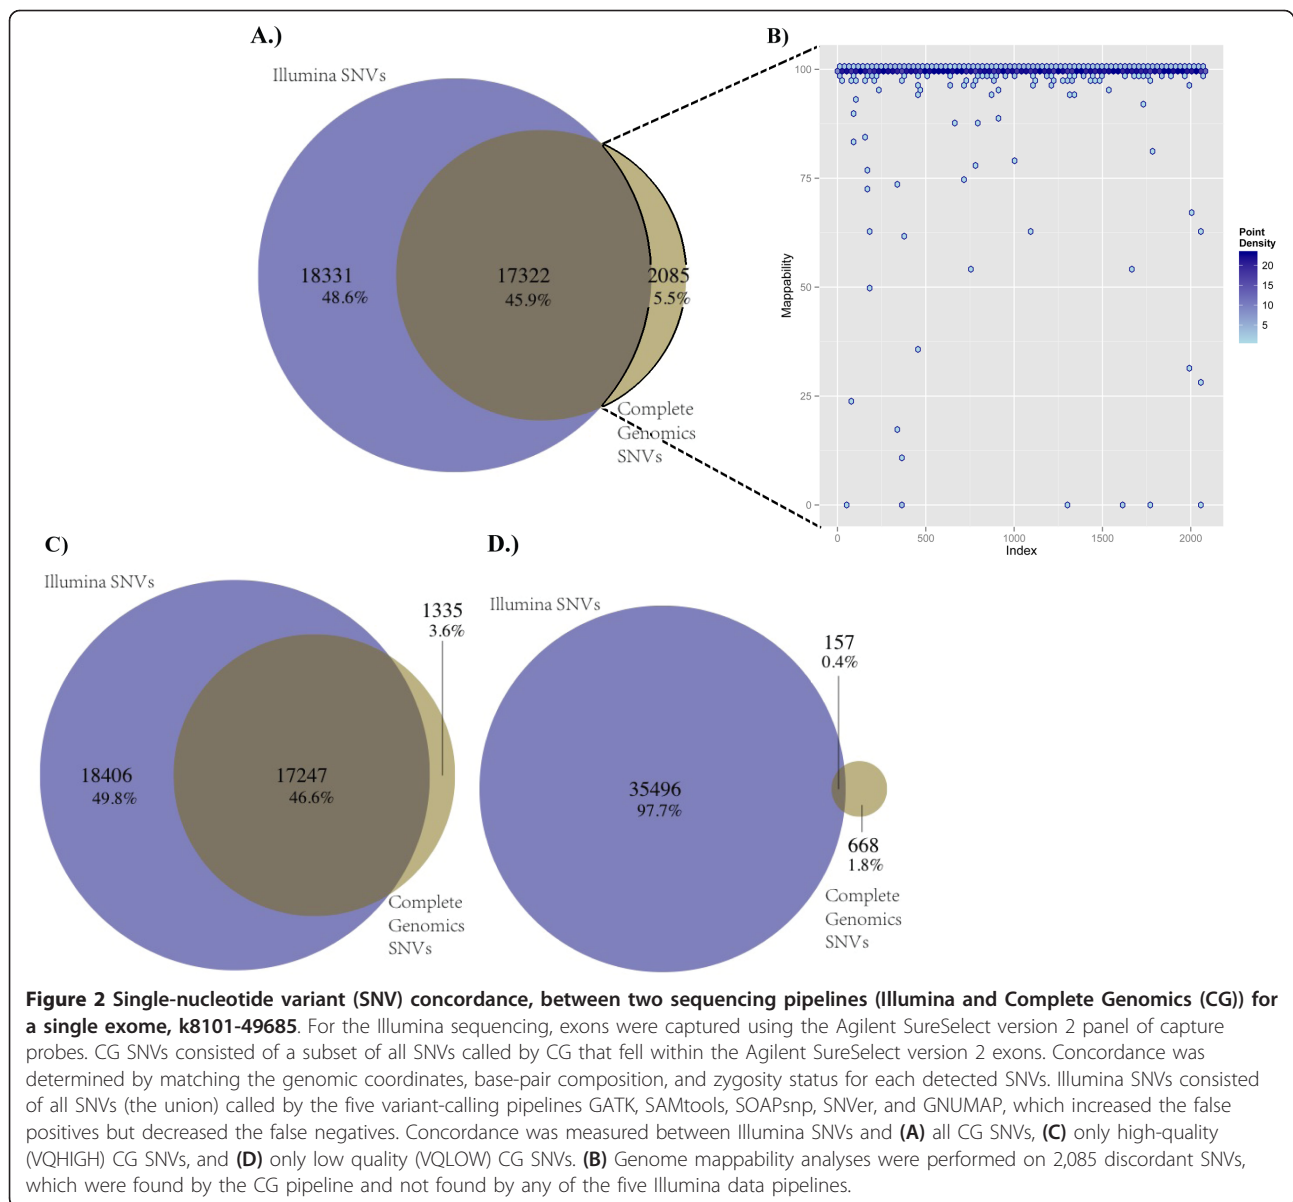 A.)
Illumina SNVs
18331
48.6%
17322
45.9%
2085
5.5%
Complete
Genomics
SNVs
B)
100
75
50
25
0
Mappability
0
500
1000
1500
2000
Index
Point
Density
20
15
10
5
C)
Illumina SNVs
18406
49.8%
17247
46.6%
1335
3.6%
Complete
Genomics
SNVs
D.)
Illumina SNVs
35496
97.7%
157
0.4%
668
1.8%
Complete
Genomics
SNVs
Figure 2 Single-nucleotide variant (SNV) concordance, between two sequencing pipelines (Illumina and Complete Genomics (CG)) for
a single exome, k8101-49685. For the Illumina sequencing, exons were captured using the Agilent SureSelect version 2 panel of capture
probes. CG SNVs consisted of a subset of all SNVs called by CG that fell within the Agilent SureSelect version 2 exons. Concordance was
determined by matching the genomic coordinates, base-pair composition, and zygosity status for each detected SNVs. Illumina SNVs consisted
of all SNVs (the union) called by the five variant-calling pipelines GATK, SAMtools, SOAPsnp, SNVer, and GNUMAP, which increased the false
positives but decreased the false negatives. Concordance was measured between Illumina SNVs and (A) all CG SNVs, (C) only high-quality
(VQHIGH) CG SNVs, and (D) only low quality (VQLOW) CG SNVs. (B) Genome mappability analyses were performed on 2,085 discordant SNVs,
which were found by the CG pipeline and not found by any of the five Illumina data pipelines.